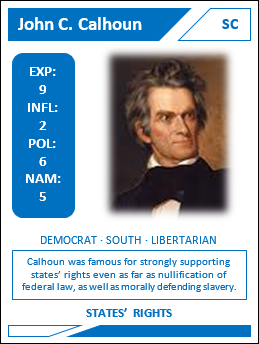 John C. Calhoun
SC
EXP:
9
INFL:
2
POL:
6
NAM:
5
DEMOCRAT · SOUTH · LIBERTARIAN
Calhoun was famous for strongly supporting
states’ rights even as far as nullification of
federal law, as well as morally defending slavery.
STATES’ RIGHTS